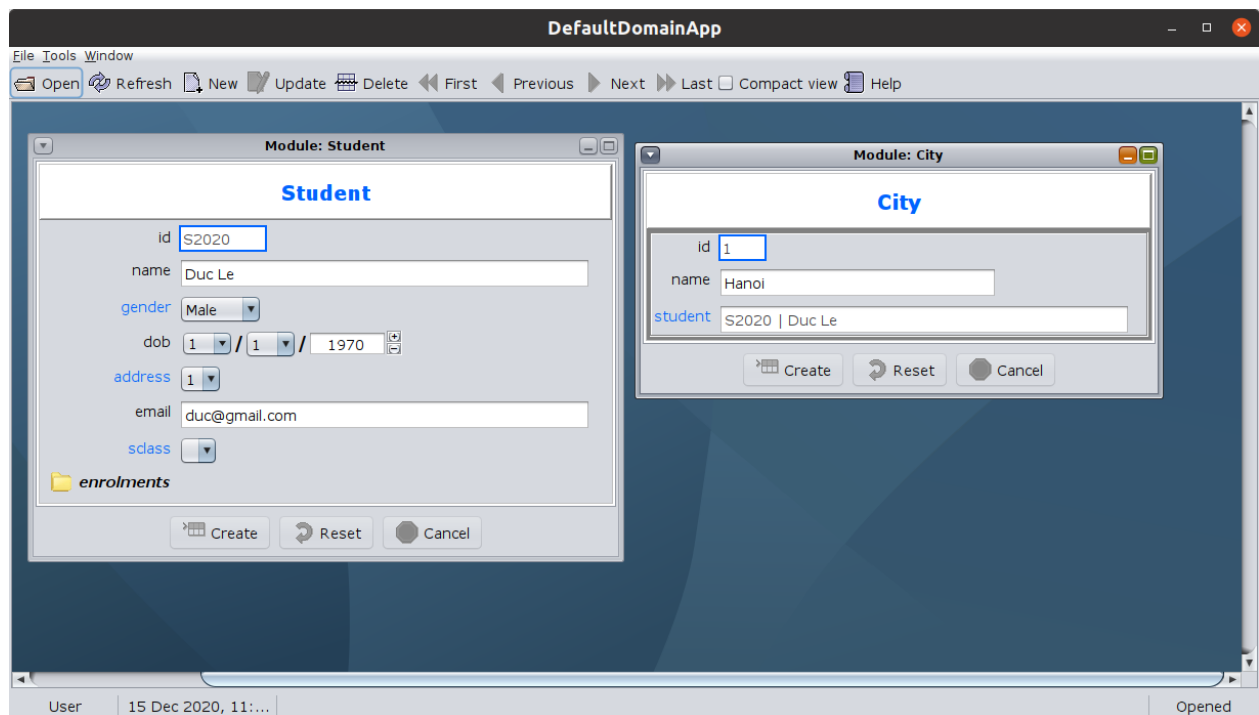 DefaultDomainApp
File Tools Window
Open Refresh New Update Delete First Previous Next Last Compact view Help
Module: Student
Student
id S2020
name Duc Le
gender Male
dob 1 / 1 / 1970
address 1
email duc@gmail.com
sclass
enrolments
Create Reset Cancel
Module: City
City
id 1
name Hanoi
student S2020 | Duc Le
Create Reset Cancel
User 15 Dec 2020, 11:... Opened